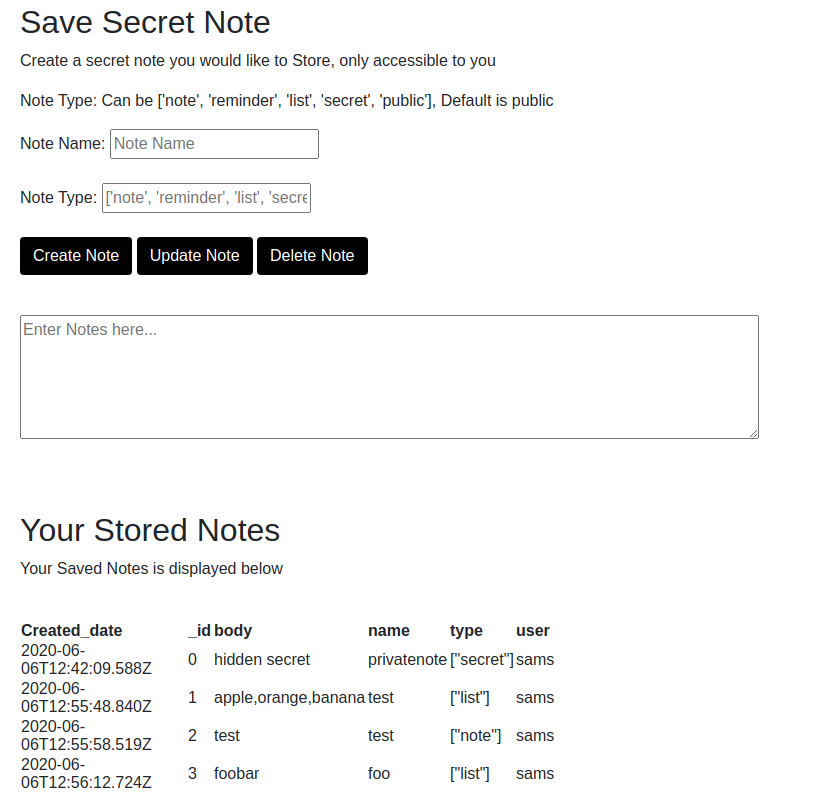 Save Secret Note
Create a secret note you would like to Store, only accessible to you
Note Type: Can be ['note', 'reminder', 'list', 'secret', 'public'], Default is public
Note Name: Note Name
Note Type: ['note', 'reminder', 'list', 'secre
Create Note Update Note Delete Note
Enter Notes here...
Your Stored Notes
Your Saved Notes is displayed below
Created_date _id body name type user
2020-06-
06T12:42:09.588Z 0 hidden secret privatenote ["secret"] sams
2020-06-
06T12:55:48.840Z 1 apple,orange,banana test ["list"] sams
2020-06-
06T12:55:58.519Z 2 test test ["note"] sams
2020-06-
06T12:56:12.724Z 3 foobar foo ["list"] sams